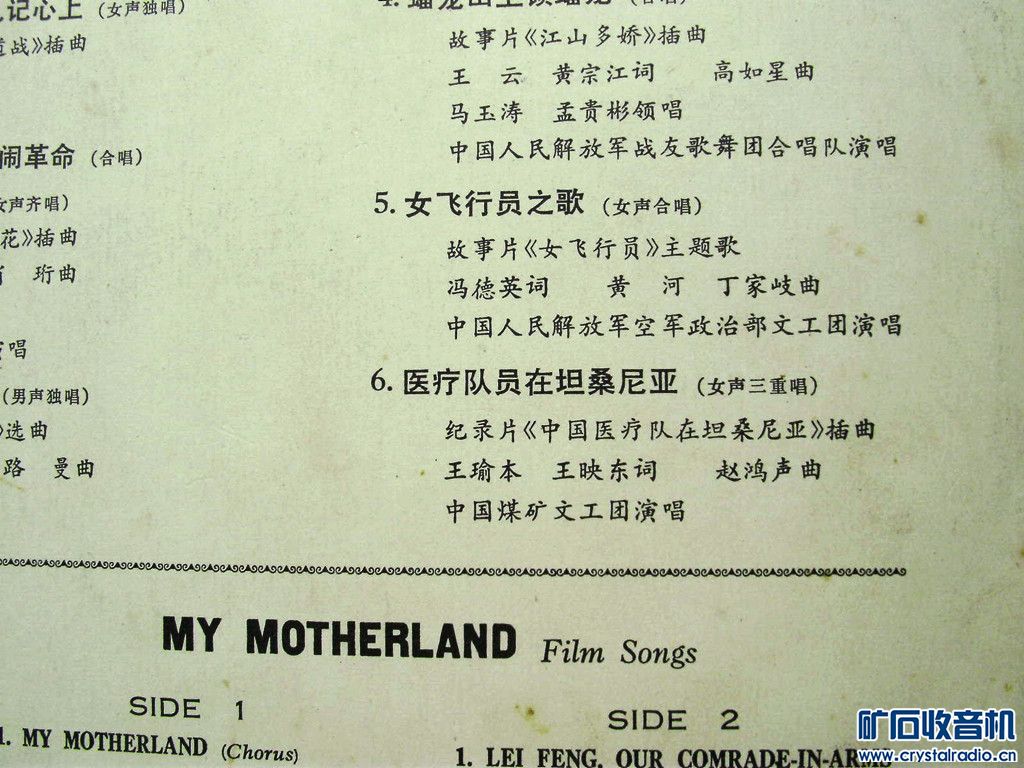 记心上 (女声独唱)
道战》插曲
闹革命 (合唱)
女声齐唱)
花》插曲
珩曲
唱
(男声独唱)
》选曲
路 曼曲
4. 蟠龙山上
故事片《江山多娇》插曲
王 云 黄宗江词 高如星曲
马玉涛 孟贵彬领唱
中国人民解放军战友歌舞团合唱队演唱
5. 女飞行员之歌 (女声合唱)
故事片《女飞行员》主题歌
冯德英词 黄 河 丁家岐曲
中国人民解放军空军政治部文工团演唱
6. 医疗队员在坦桑尼亚 (女声三重唱)
纪录片《中国医疗队在坦桑尼亚》插曲
王瑜本 王映东词 赵鸿声曲
中国煤矿文工团演唱
MY MOTHERLAND Film Songs
SIDE 1
1. MY MOTHERLAND (Chorus)
SIDE 2
1. LEI FENG, OUR COMRADE-IN-ARMS
矿石收音机
www.crystalradio.cn